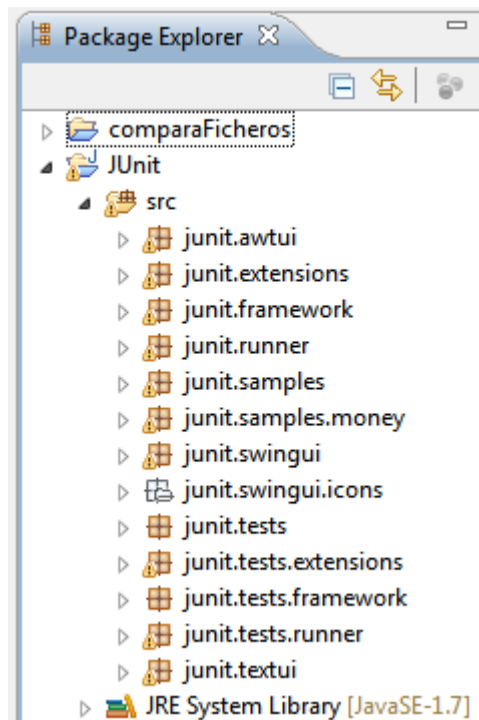 Package Explorer
comparaFicheros
JUnit
src
junit.awtui
junit.extensions
junit.framework
junit.runner
junit.samples
junit.samples.money
junit.swingui
junit.swingui.icons
junit.tests
junit.tests.extensions
junit.tests.framework
junit.tests.runner
junit.textui
JRE System Library [JavaSE-1.7]